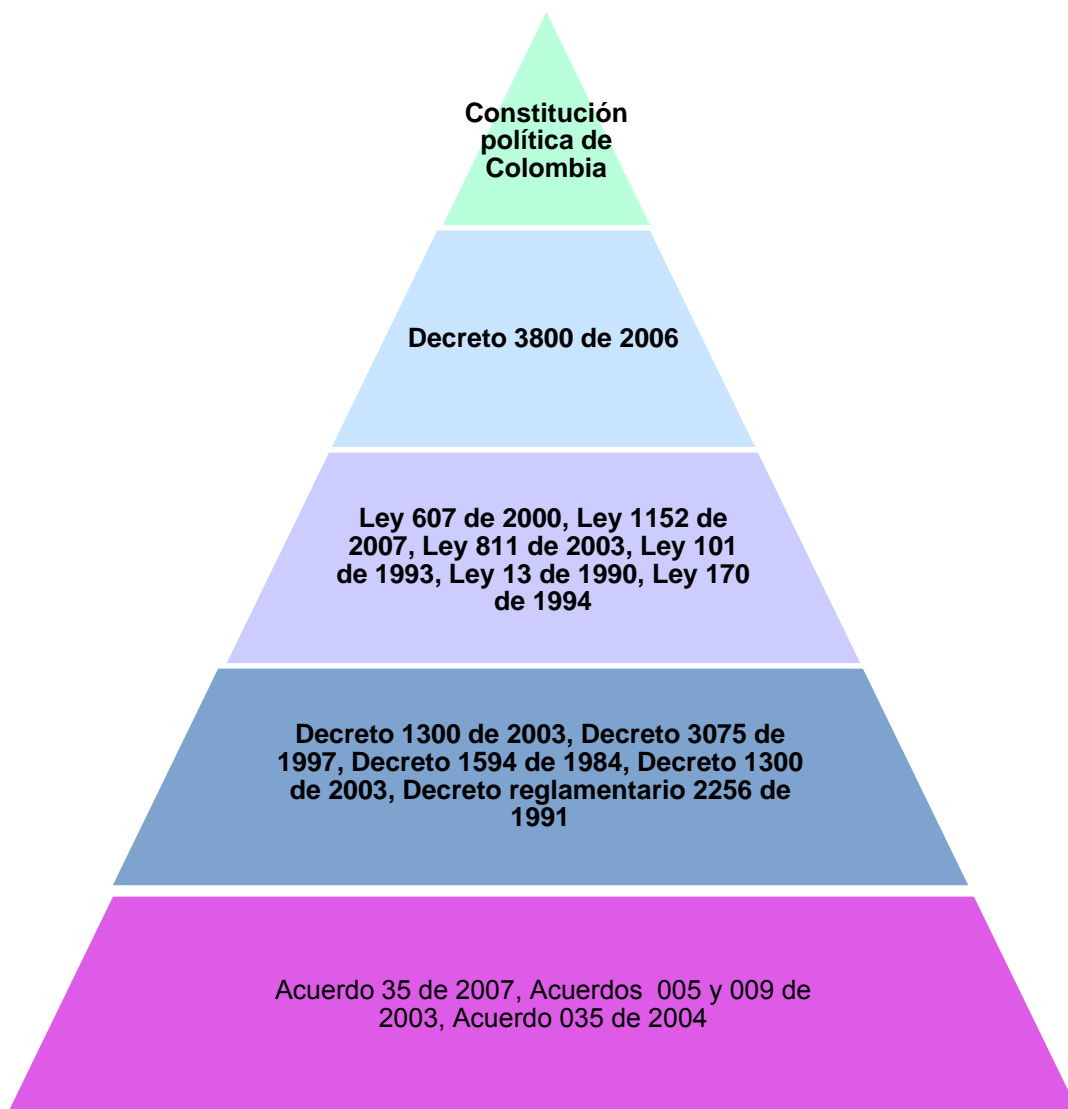 Constitución
política de
Colombia
Decreto 3800 de 2006
Ley 607 de 2000, Ley 1152 de
2007, Ley 811 de 2003, Ley 101
de 1993, Ley 13 de 1990, Ley 170
de 1994
Decreto 1300 de 2003, Decreto 3075 de
1997, Decreto 1594 de 1984, Decreto 1300
de 2003, Decreto reglamentario 2256 de
1991
Acuerdo 35 de 2007, Acuerdos  005 y 009 de
2003, Acuerdo 035 de 2004